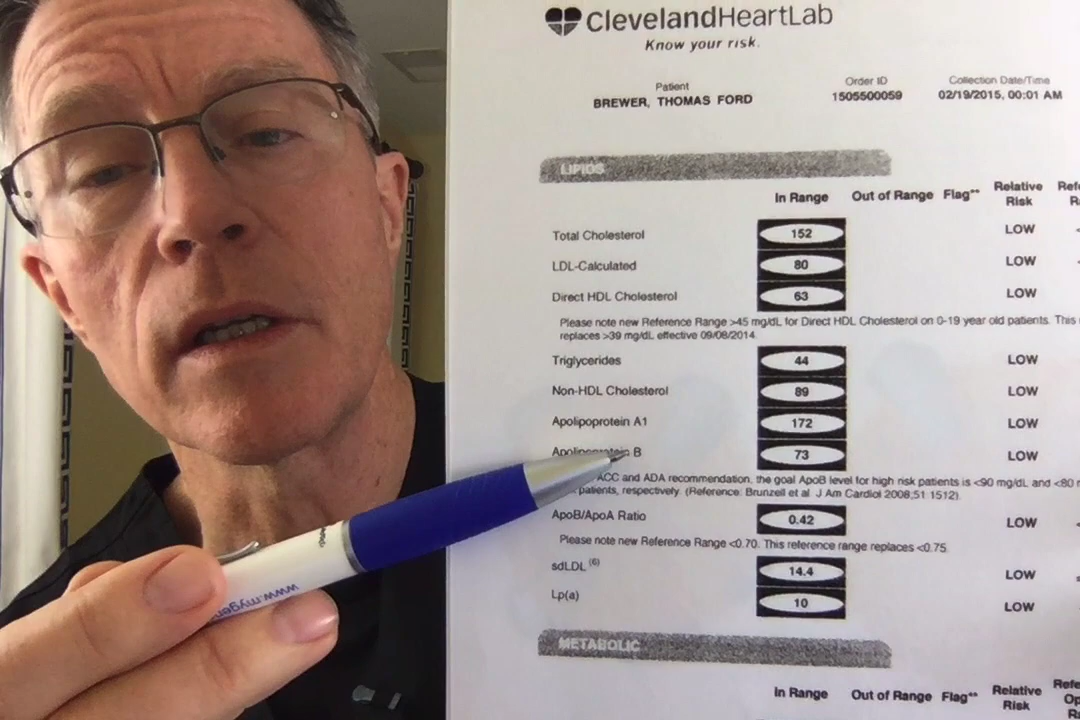 ClevelandHeartLab
Know your risk.
Patient Order ID Collection Date/Time
BREWER, THOMAS FORD 1505500059 02/19/2015, 00:01 AM
LIPIDS
In Range Out of Range Flag** Relative Risk
Total Cholesterol 152 LOW
LDL-Calculated 80 LOW
Direct HDL Cholesterol 63 LOW
Please note new Reference Range >45 mg/dL for Direct HDL Cholesterol on 0-19 year old patients. This
replaces >39 mg/dL effective 09/08/2014.
Triglycerides 44 LOW
Non-HDL Cholesterol 89 LOW
Apolipoprotein A1 172 LOW
Apolipoprotein B 73 LOW
ACC and ADA recommendation, the goal ApoB level for high risk patients is <90 mg/dL and <80
patients, respectively. (Reference: Brunzell et al. J Am Cardiol 2008;51:1512).
ApoB/ApoA Ratio 0.42 LOW
Please note new Reference Range <0.70. This reference range replaces <0.75.
sdLDL (6) 14.4 LOW
Lp(a) 10 LOW
www.myge
METABOLIC
In Range Out of Range Flag** Relative Risk